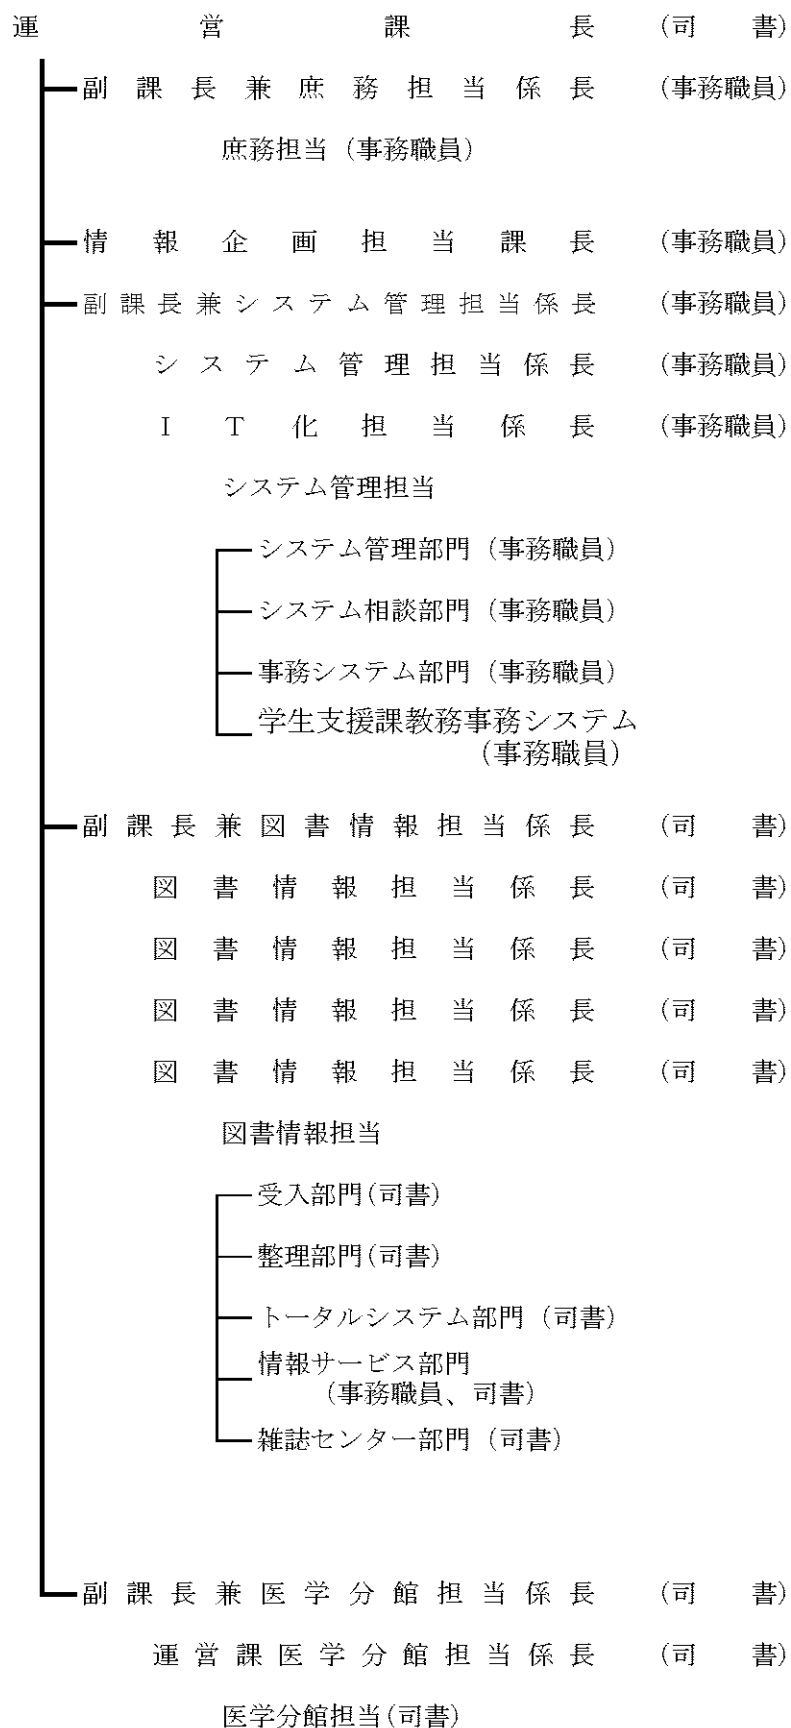 運営課長（司書）
副課長兼庶務担当係長（事務職員）
庶務担当（事務職員）
情報企画担当課長（事務職員）
副課長兼システム管理担当係長（事務職員）
システム管理担当係長（事務職員）
ＩＴ化担当係長（事務職員）
システム管理担当
システム管理部門（事務職員）
システム相談部門（事務職員）
事務システム部門（事務職員）
学生支援課教務事務システム
（事務職員）
副課長兼図書情報担当係長（司書）
図書情報担当係長（司書）
図書情報担当係長（司書）
図書情報担当係長（司書）
図書情報担当係長（司書）
図書情報担当
受入部門（司書）
整理部門（司書）
トータルシステム部門（司書）
情報サービス部門
（事務職員、司書）
雑誌センター部門（司書）
副課長兼医学分館担当係長（司書）
運営課医学分館担当係長（司書）
医学分館担当（司書）